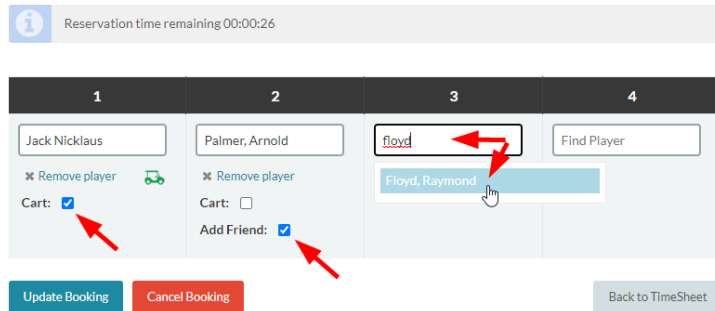 Reservation time remaining 00:00:26
1 2 3 4
Jack Nicklaus Palmer, Arnold floyd Find Player
✖ Remove player ✖ Remove player Floyd, Raymond
Cart: Cart:
Add Friend:
Update Booking Cancel Booking Back to TimeSheet